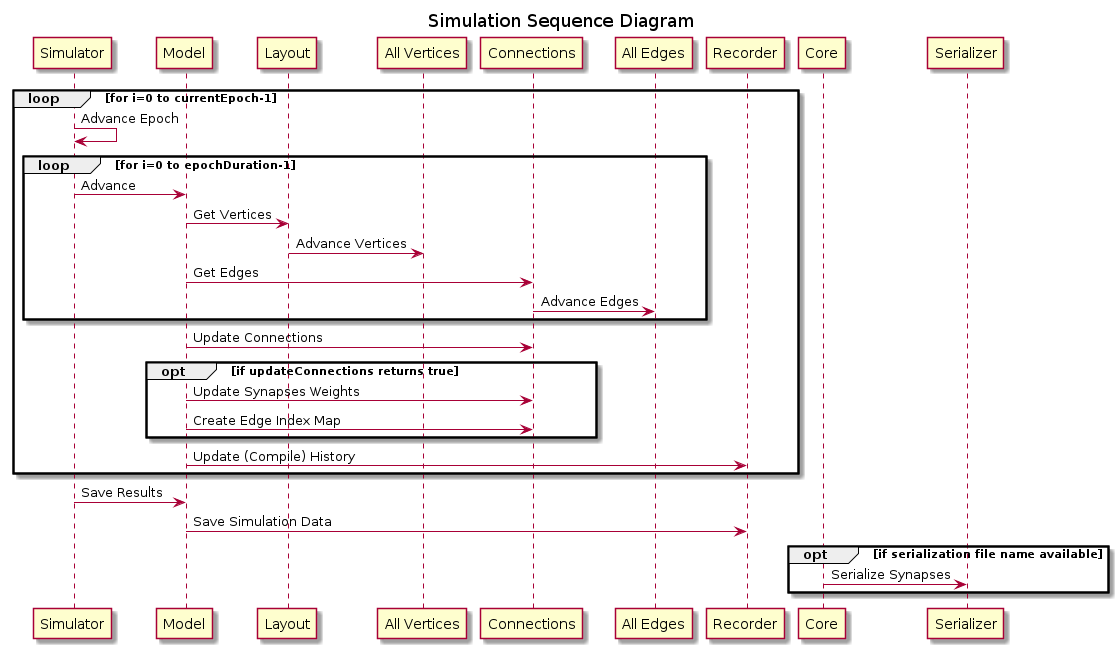 Simulation Sequence Diagram
Simulator Model Layout All Vertices Connections All Edges Recorder Core Serializer
loop [for i=0 to currentEpoch-1]
Advance Epoch
loop [for i=0 to epochDuration-1]
Advance
Get Vertices
Advance Vertices
Get Edges
Advance Edges
Update Connections
opt [if updateConnections returns true]
Update Synapses Weights
Create Edge Index Map
Update (Compile) History
Save Results
Save Simulation Data
opt [if serialization file name available]
Serialize Synapses
Simulator Model Layout All Vertices Connections All Edges Recorder Core Serializer